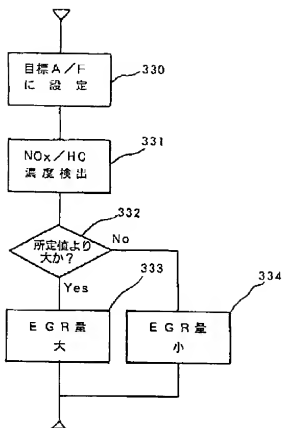 目標A/F
に設定
330
NOx/HC
濃度検出
331
332
所定値より
大か?
No
Yes
333
334
EGR量
大
EGR量
小